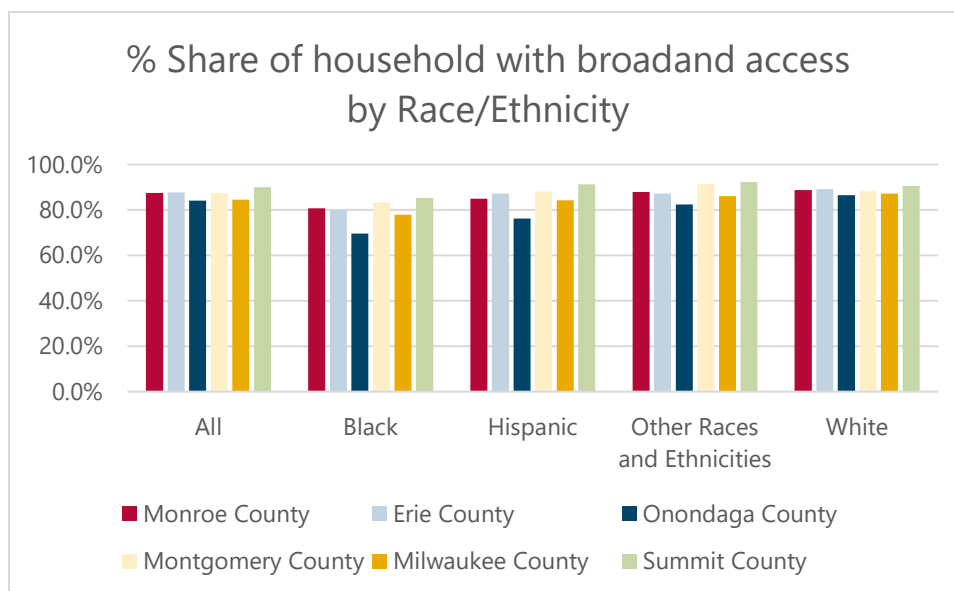 % Share of household with broadand access
by Race/Ethnicity
100.0%
80.0%
60.0%
40.0%
20.0%
0.0%
All
Black
Hispanic
Other Races
and Ethnicities
White
Monroe County
Erie County
Onondaga County
Montgomery County
Milwaukee County
Summit County